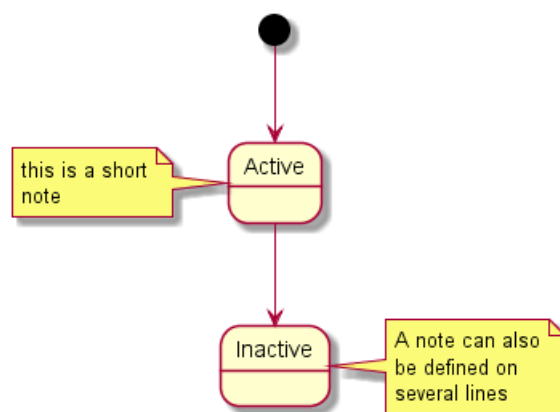 Active
this is a short
note
Inactive
A note can also
be defined on
several lines